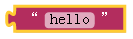 “ hello ”